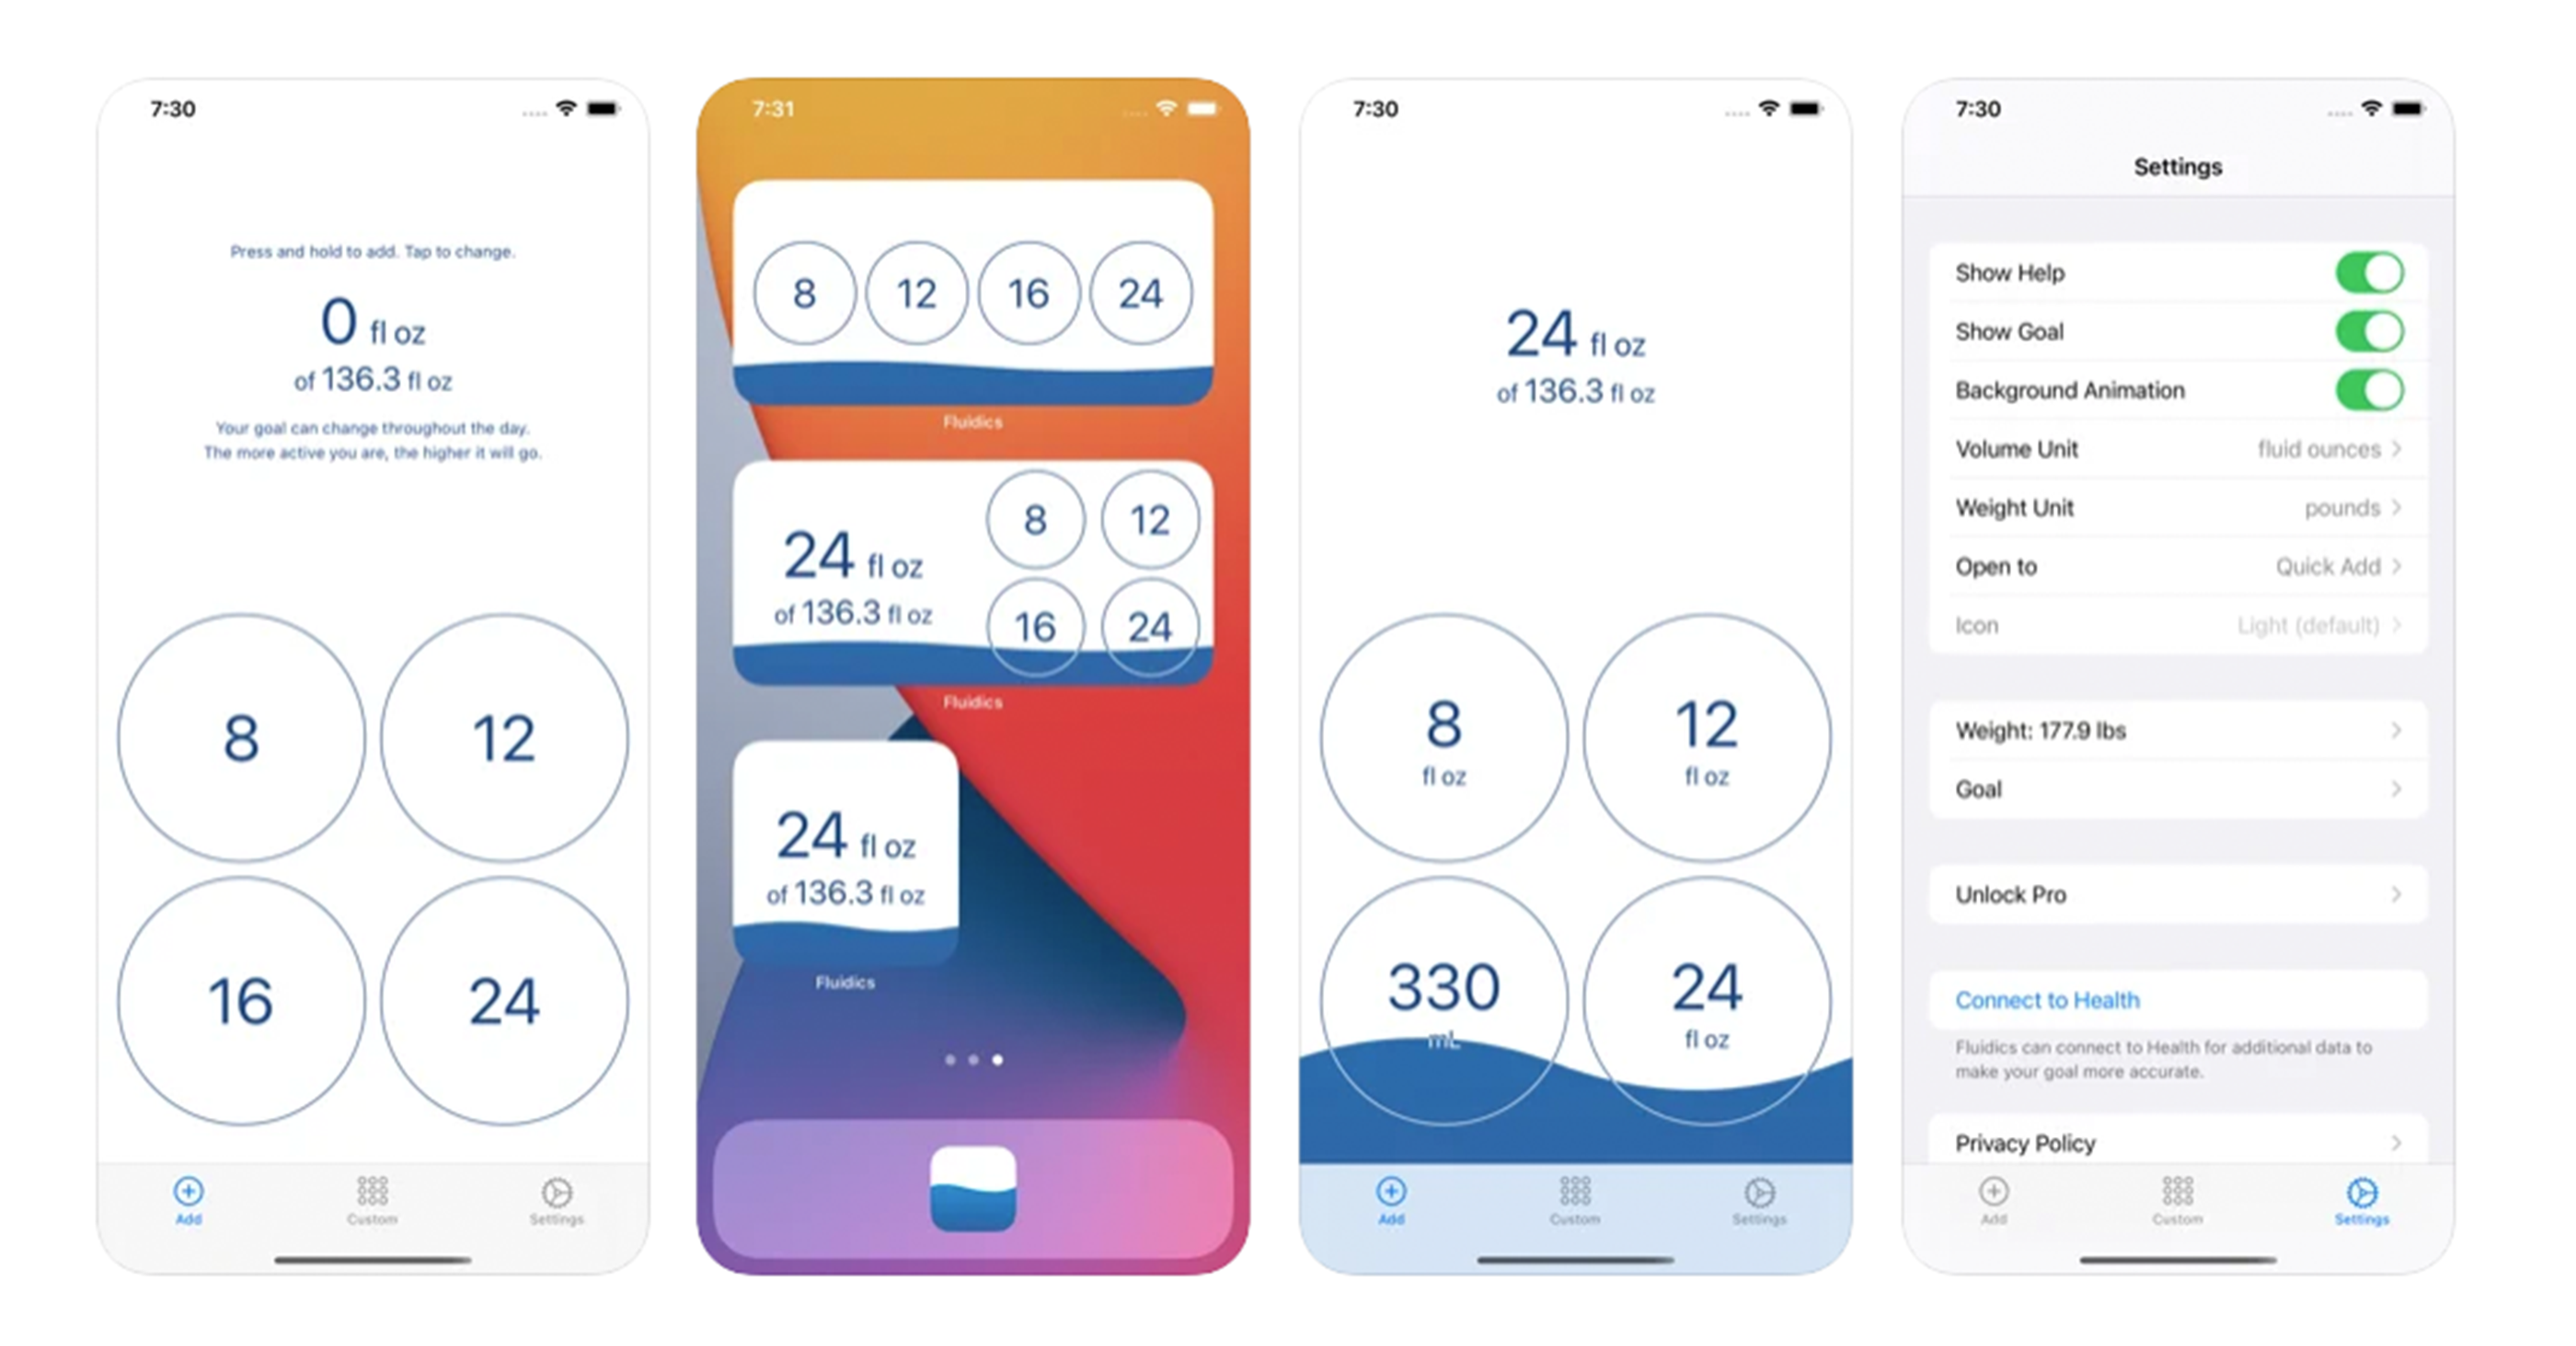 7:30
Press and hold to add. Tap to change.
0 fl oz
of 136.3 fl oz
Your goal can change throughout the day.
The more active you are, the higher it will go.
8
12
16
24
Add
Custom
Settings
7:31
8
12
16
24
Fluidics
24 fl oz
of 136.3 fl oz
8
12
16
24
Fluidics
24 fl oz
of 136.3 fl oz
Fluidics
7:30
24 fl oz
of 136.3 fl oz
8
fl oz
12
fl oz
330
mL
24
fl oz
Add
Custom
Settings
7:30
Settings
Show Help
Show Goal
Background Animation
Volume Unit fluid ounces
Weight Unit pounds
Open to Quick Add
Icon Light (default)
Weight: 177.9 lbs
Goal
Unlock Pro
Connect to Health
Fluidics can connect to Health for additional data to
make your goal more accurate.
Privacy Policy
Add
Custom
Settings